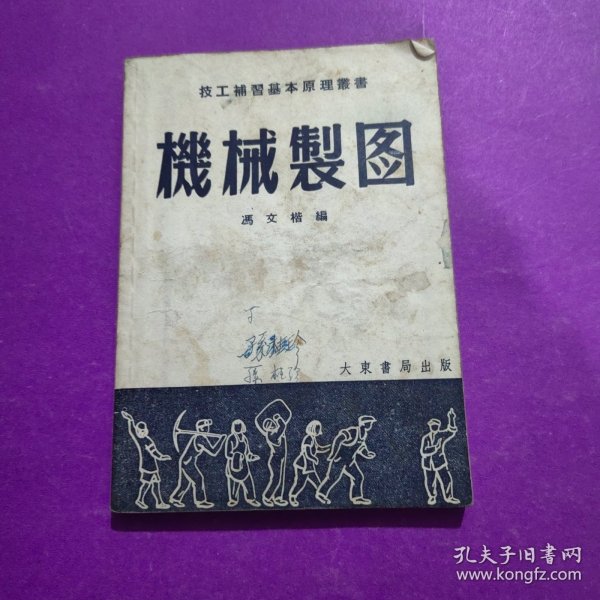 技工補習基本原理叢書
機械製图
馮文楷編
大東書局出版
孔夫子旧书网
www.kongfz.com